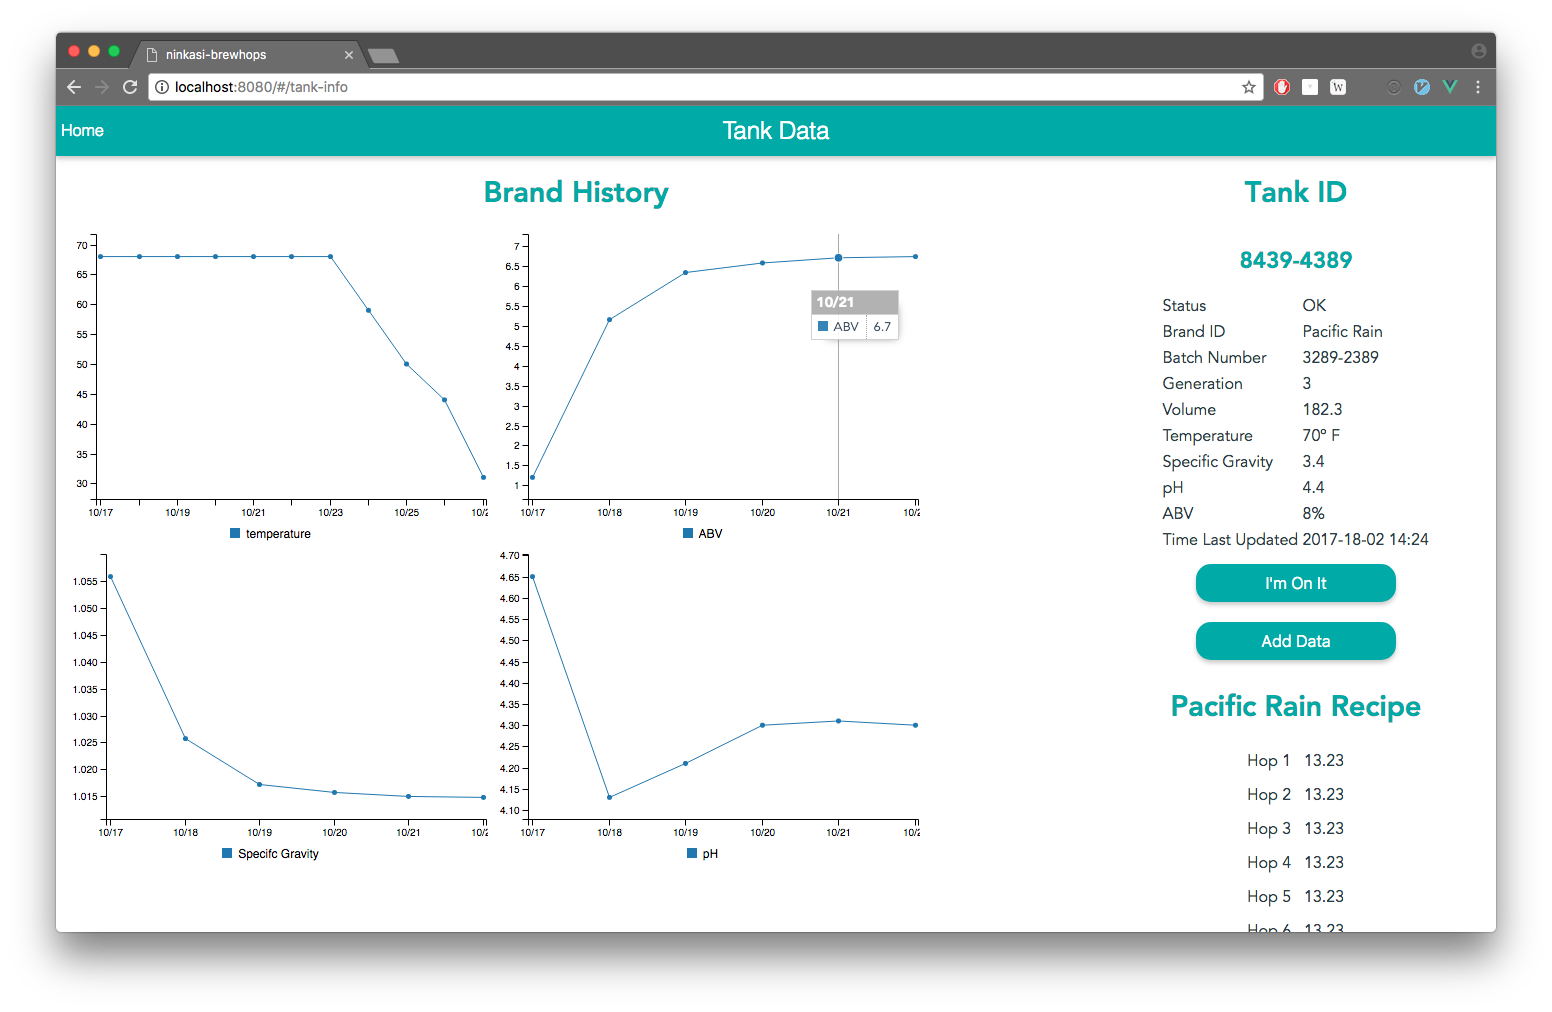 ninkasi-brewhops
localhost:8080/#/tank-info
W
Home
Tank Data
Brand History
70
65
60
55
50
45
40
35
30
10/17 10/19 10/21 10/23 10/25 10/2
temperature
7
6.5
6
5.5
5
4.5
4
3.5
3
2.5
2
1.5
1
10/21
ABV 6.7
10/17 10/18 10/19 10/20 10/21 10/2
ABV
1.055
1.050
1.045
1.040
1.035
1.030
1.025
1.020
1.015
10/17 10/18 10/19 10/20 10/21 10/2
Specifc Gravity
4.70
4.65
4.60
4.55
4.50
4.45
4.40
4.35
4.30
4.25
4.20
4.15
4.10
10/17 10/18 10/19 10/20 10/21 10/2
pH
Tank ID
8439-4389
Status OK
Brand ID Pacific Rain
Batch Number 3289-2389
Generation 3
Volume 182.3
Temperature 70º F
Specific Gravity 3.4
pH 4.4
ABV 8%
Time Last Updated 2017-18-02 14:24
I'm On It
Add Data
Pacific Rain Recipe
Hop 1 13.23
Hop 2 13.23
Hop 3 13.23
Hop 4 13.23
Hop 5 13.23
Hop 6 13.23